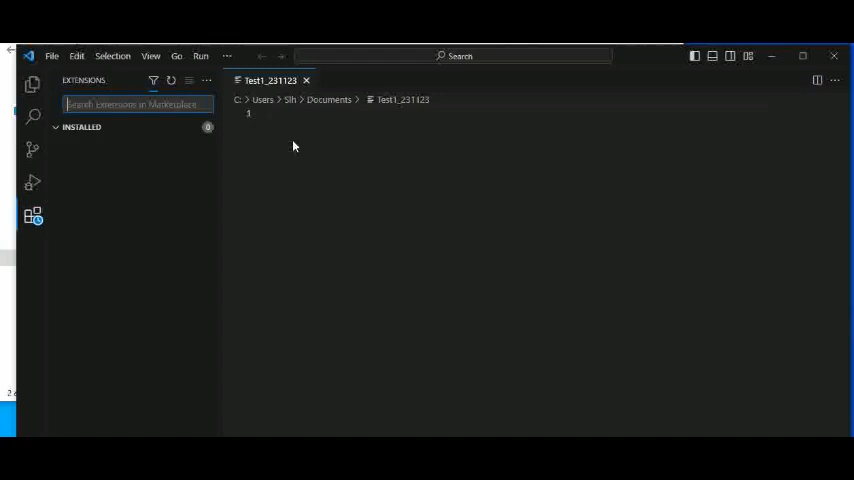 File Edit Selection View Go Run ... Search
EXTENSIONS
Test1_231123
Search Extensions in Marketplace
C: > Users > Slh > Documents > Test1_231123
INSTALLED 0
1
2